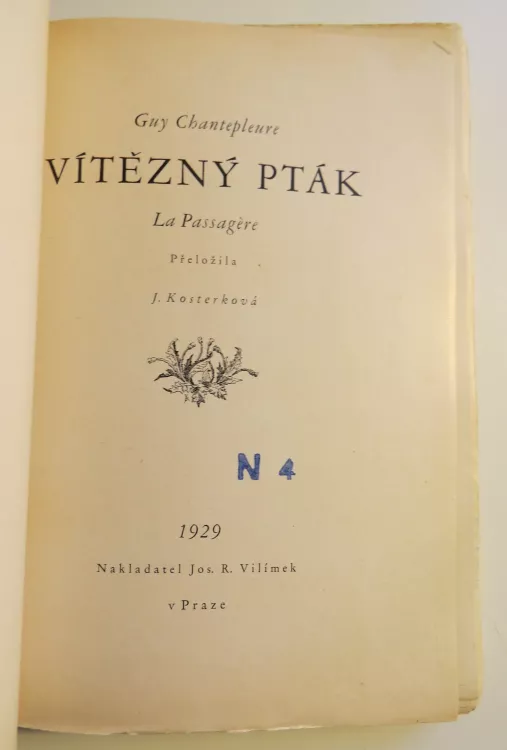 Guy Chantepleure
VÍTĚZNÝ PTÁK
La Passagère
Přeložila
J. Kosterková
N 4
1929
Nakladatel Jos. R. Vilímek
v Praze